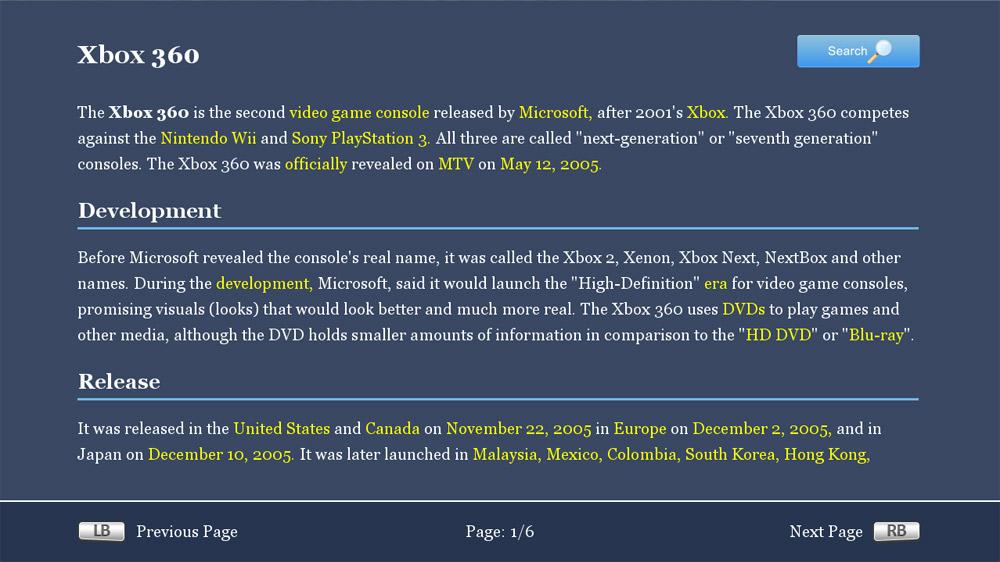 Xbox 360
Search
The Xbox 360 is the second video game console released by Microsoft, after 2001's Xbox. The Xbox 360 competes
against the Nintendo Wii and Sony PlayStation 3. All three are called "next-generation" or "seventh generation"
consoles. The Xbox 360 was officially revealed on MTV on May 12, 2005.
Development
Before Microsoft revealed the console's real name, it was called the Xbox 2, Xenon, Xbox Next, NextBox and other
names. During the development, Microsoft, said it would launch the "High-Definition" era for video game consoles,
promising visuals (looks) that would look better and much more real. The Xbox 360 uses DVDs to play games and
other media, although the DVD holds smaller amounts of information in comparison to the "HD DVD" or "Blu-ray".
Release
It was released in the United States and Canada on November 22, 2005 in Europe on December 2, 2005, and in
Japan on December 10, 2005. It was later launched in Malaysia, Mexico, Colombia, South Korea, Hong Kong,
LB Previous Page
Page: 1/6
Next Page RB